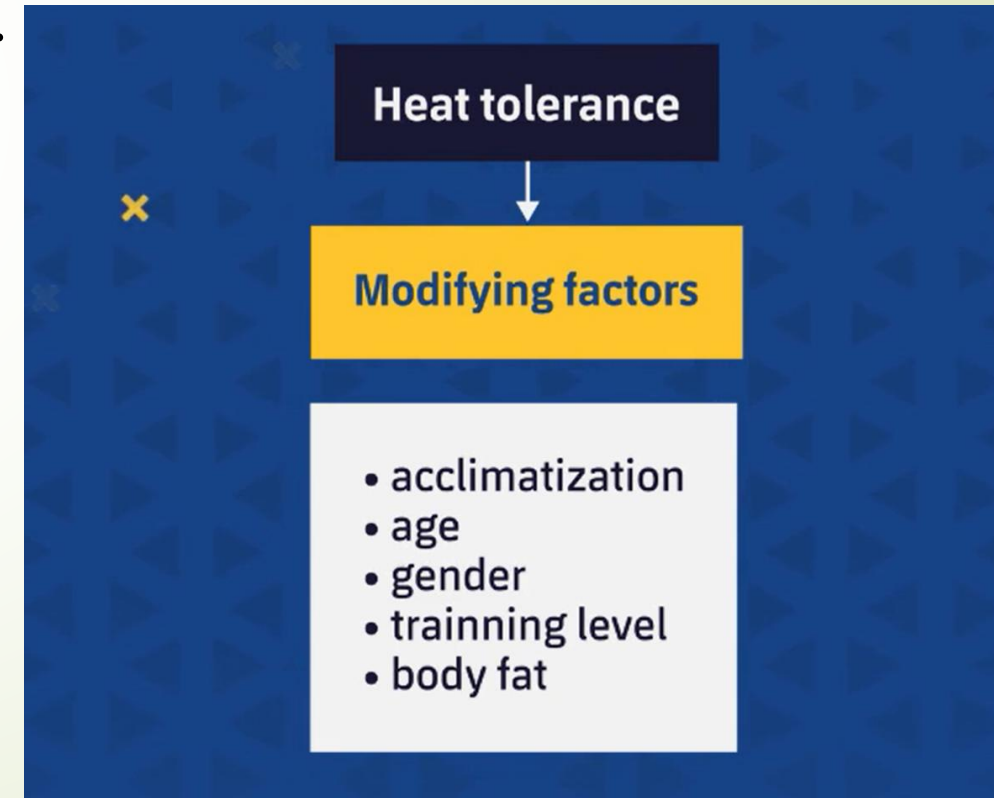 Heat tolerance
Modifying factors
• acclimatization
• age
• gender
• trainning level
• body fat